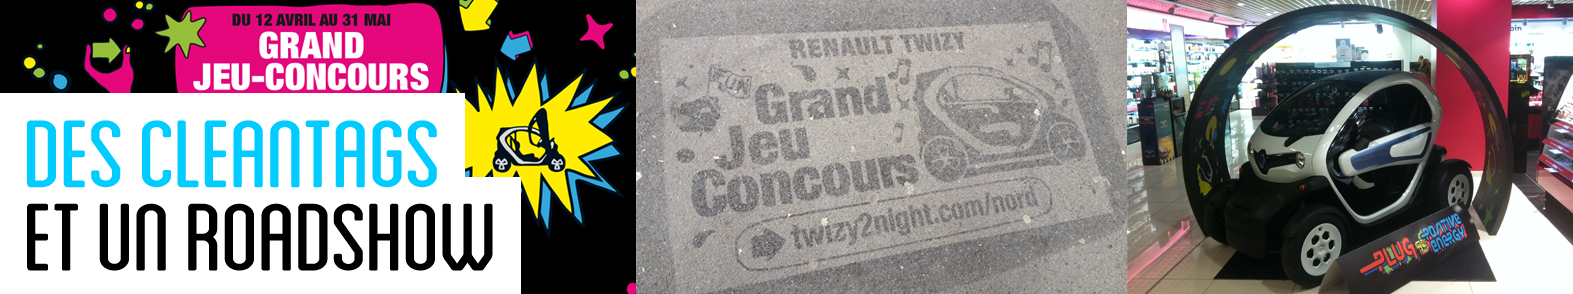 DU 12 AVRIL AU 31 MAI
GRAND
JEU-CONCOURS
DES CLEANTAGS
ET UN ROADSHOW
RENAULT TWIZY
FUN
Grand
Jeu
Concours
twizy2night.com/nord
PLUG
POSITIVE
ENERGY